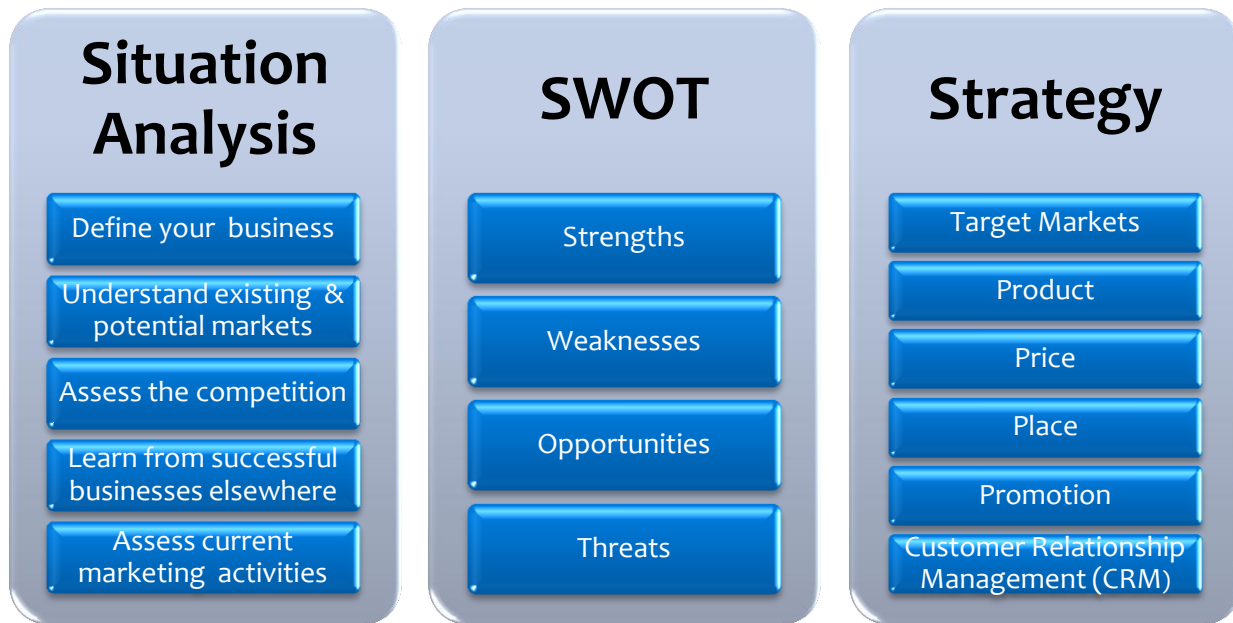 Situation
Analysis
Define your business
Understand existing &
potential markets
Assess the competition
Learn from successful
businesses elsewhere
Assess current
marketing activities
SWOT
Strengths
Weaknesses
Opportunities
Threats
Strategy
Target Markets
Product
Price
Place
Promotion
Customer Relationship
Management (CRM)